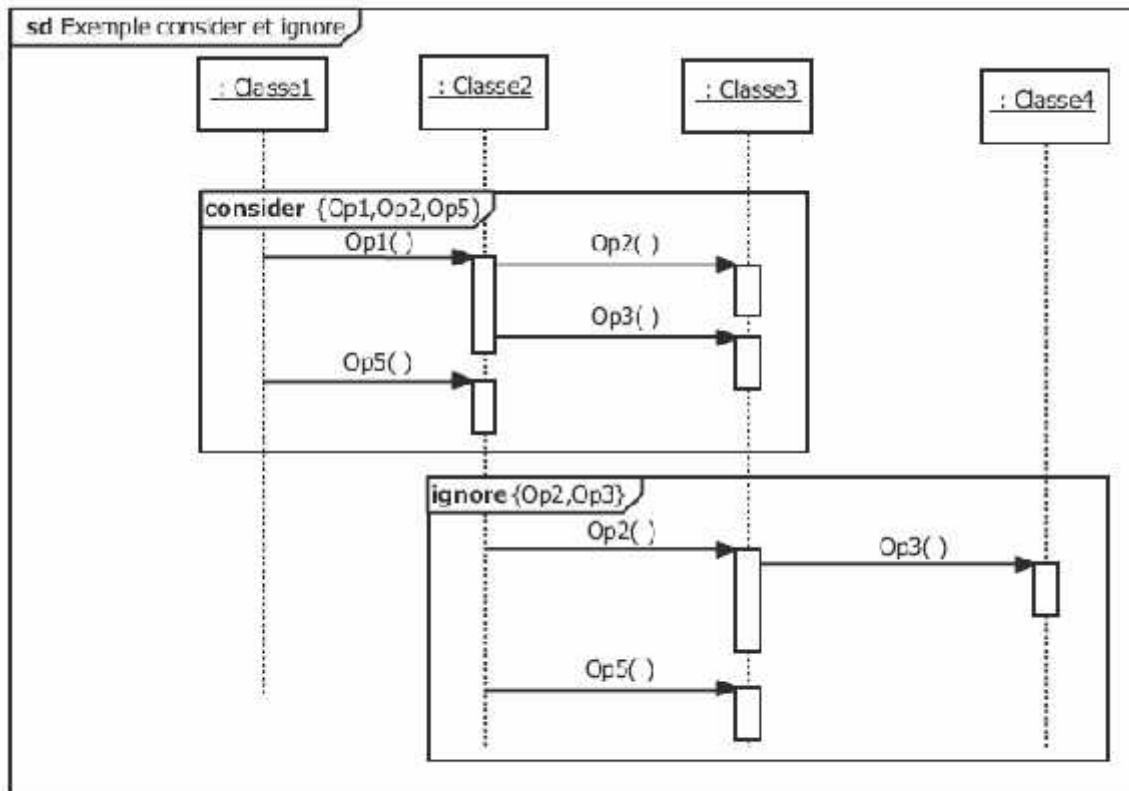 sd Exemple consider et ignore
: Classe1
: Classe2
: Classe3
: Classe4
consider {Op1,Op2,Op5}
Op1( )
Op2( )
Op3( )
Op5( )
ignore {Op2,Op3}
Op2( )
Op3( )
Op5( )